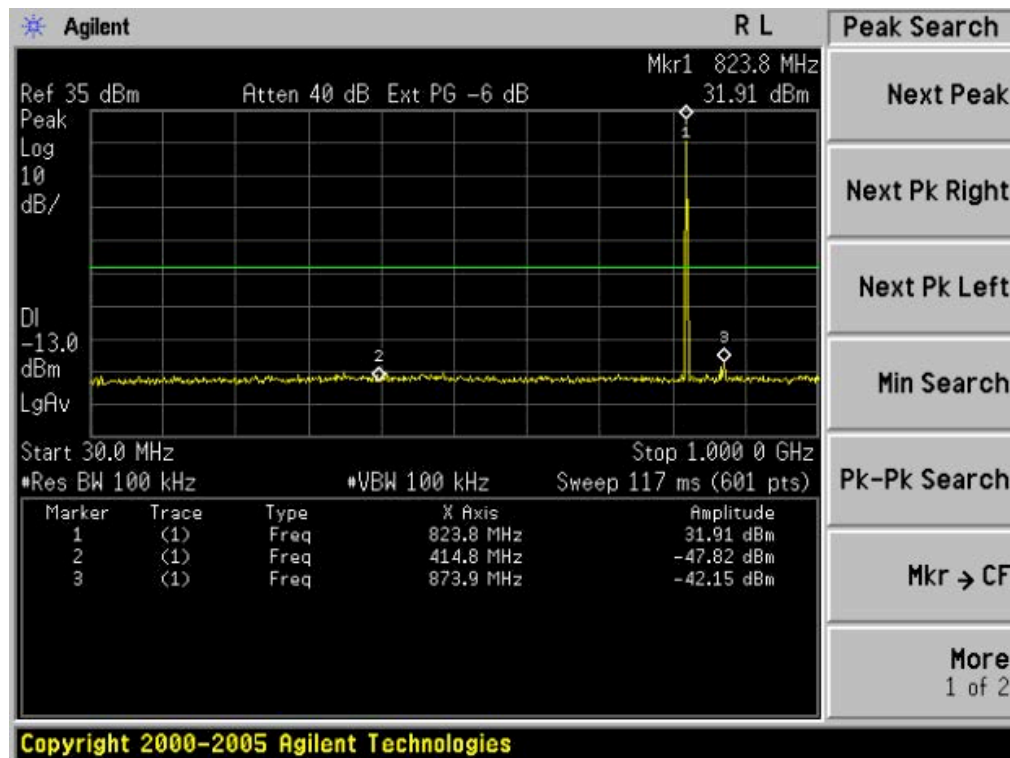 Agilent R L Peak Search
Mkr1 823.8 MHz
Ref 35 dBm Atten 40 dB Ext PG -6 dB 31.91 dBm
Peak
Log
10
dB/
1
DI
-13.0
dBm
LgAv
2
3
Start 30.0 MHz Stop 1.000 0 GHz
#Res BW 100 kHz #VBW 100 kHz Sweep 117 ms (601 pts)
Marker Trace Type X Axis Amplitude
1 (1) Freq 823.8 MHz 31.91 dBm
2 (1) Freq 414.8 MHz -47.82 dBm
3 (1) Freq 873.9 MHz -42.15 dBm
Next Peak
Next Pk Right
Next Pk Left
Min Search
Pk-Pk Search
Mkr → CF
More
1 of 2
Copyright 2000-2005 Agilent Technologies